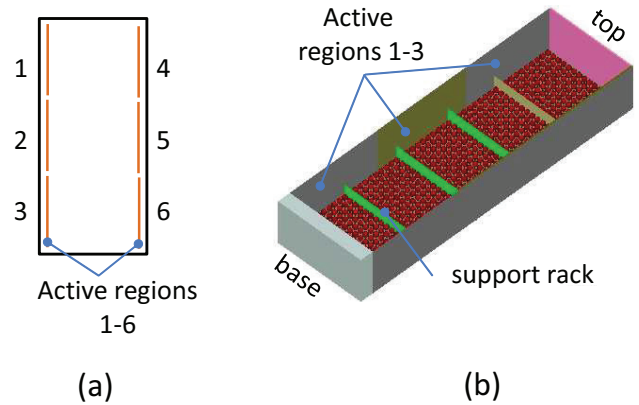 1
2
3
4
5
6
Active regions
1-6
(a)
Active
regions 1-3
top
base
support rack
(b)